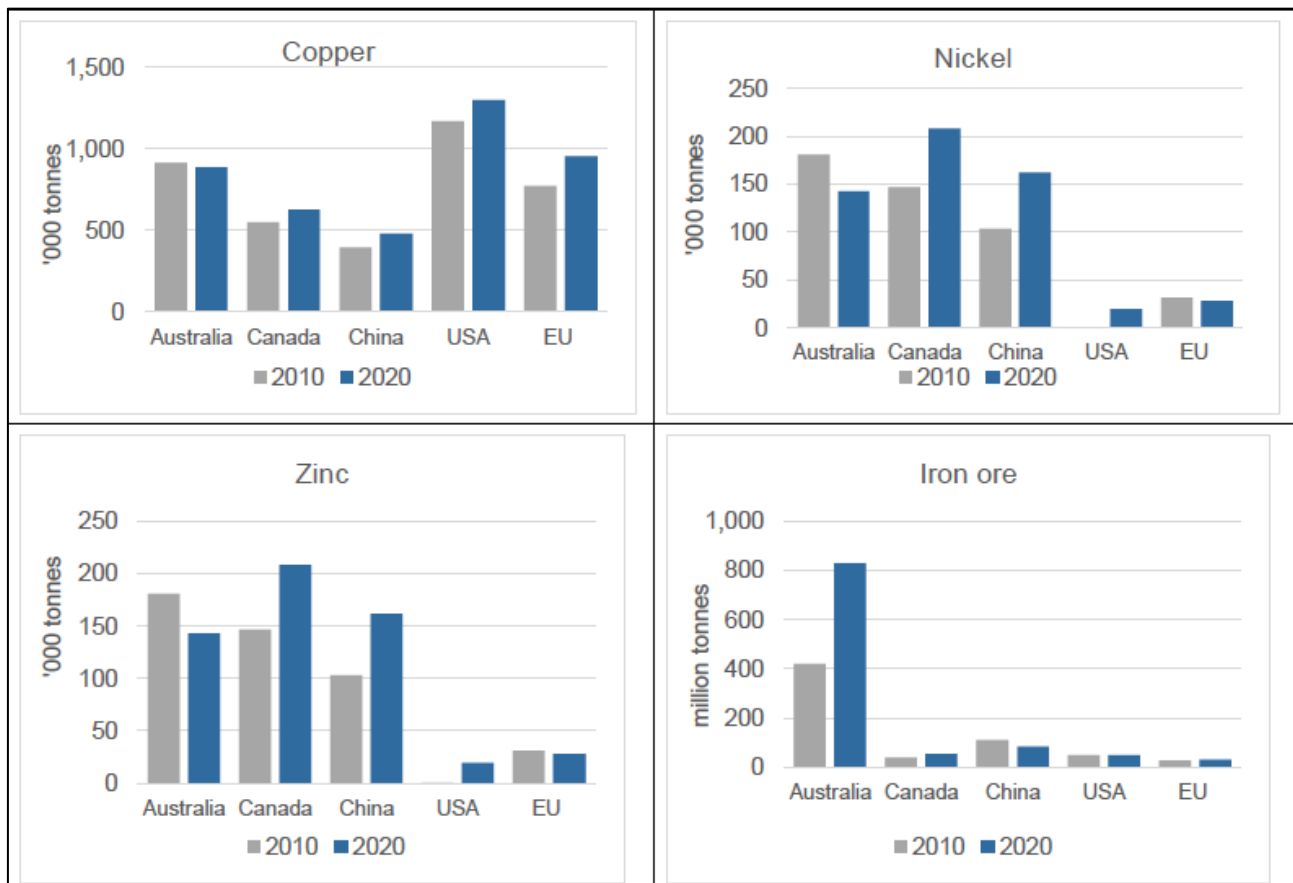 Copper
1,500
1,000
500
0
'000 tonnes
Australia Canada China USA EU
2010 2020
Nickel
250
200
150
100
50
0
'000 tonnes
Australia Canada China USA EU
2010 2020
Zinc
250
200
150
100
50
0
'000 tonnes
Australia Canada China USA EU
2010 2020
Iron ore
1,000
800
600
400
200
0
million tonnes
Australia Canada China USA EU
2010 2020